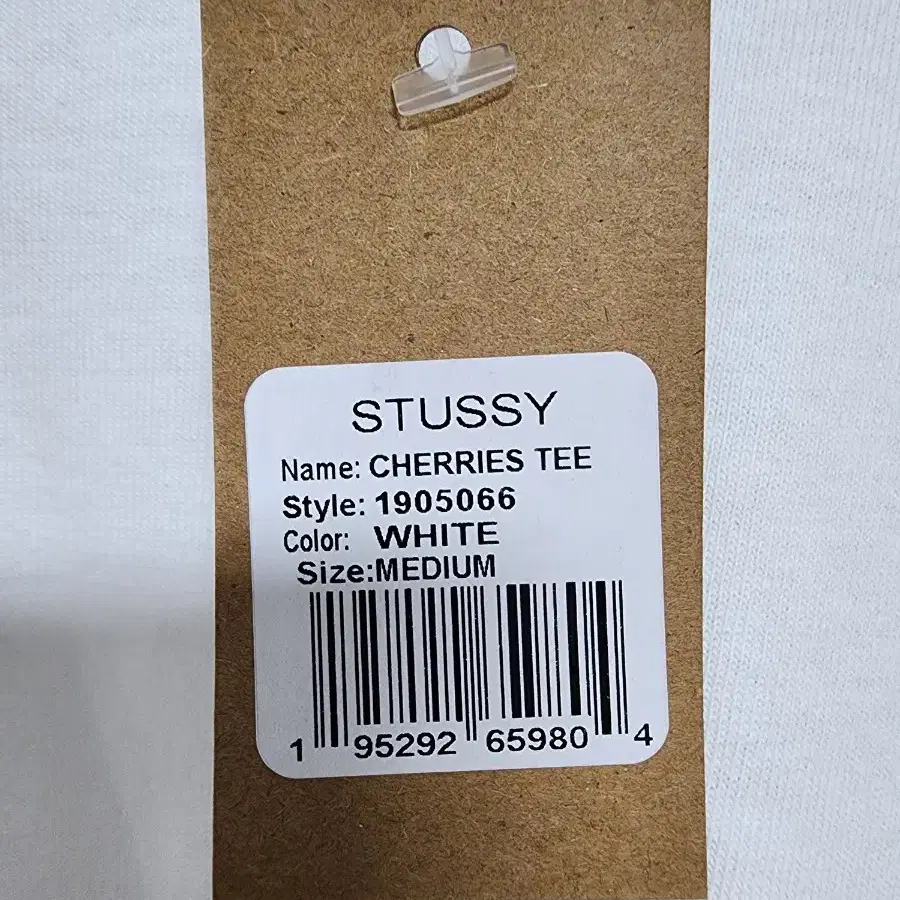 STUSSY
Name: CHERRIES TEE
Style: 1905066
Color: WHITE
Size:MEDIUM
1 95292 65980 4